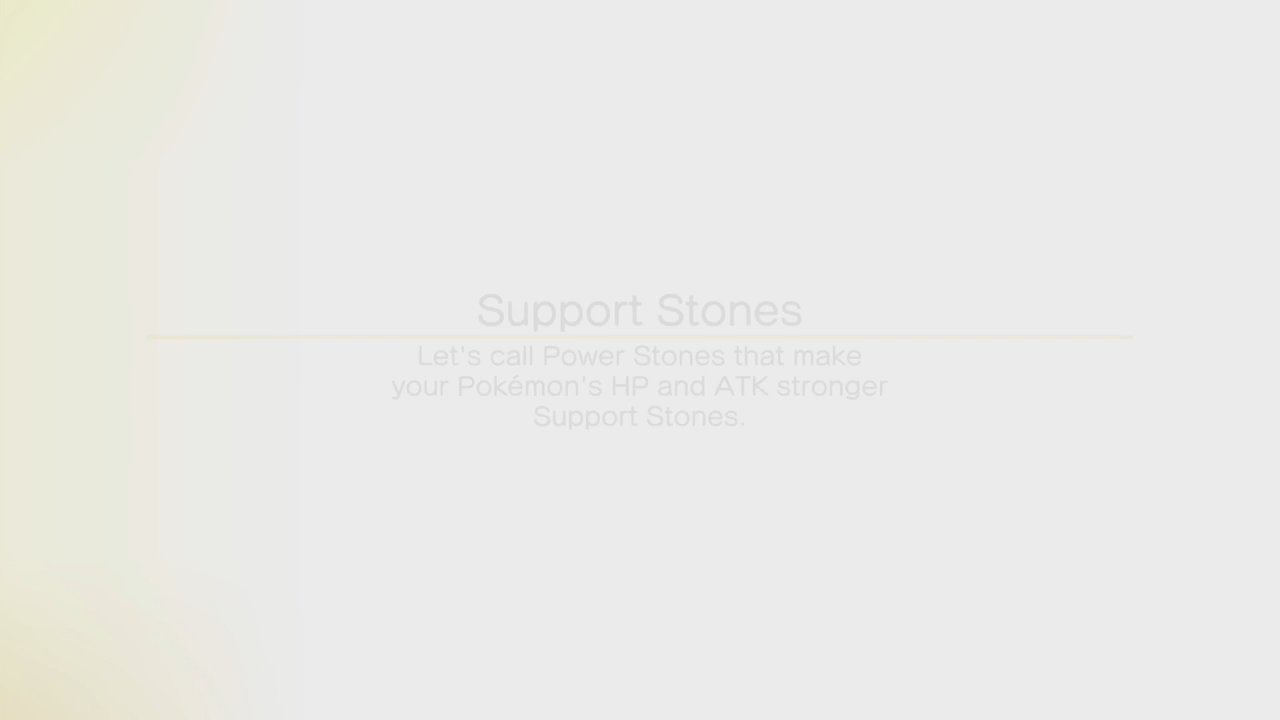 Support Stones
Let's call Power Stones that make
your Pokémon's HP and ATK stronger
Support Stones.